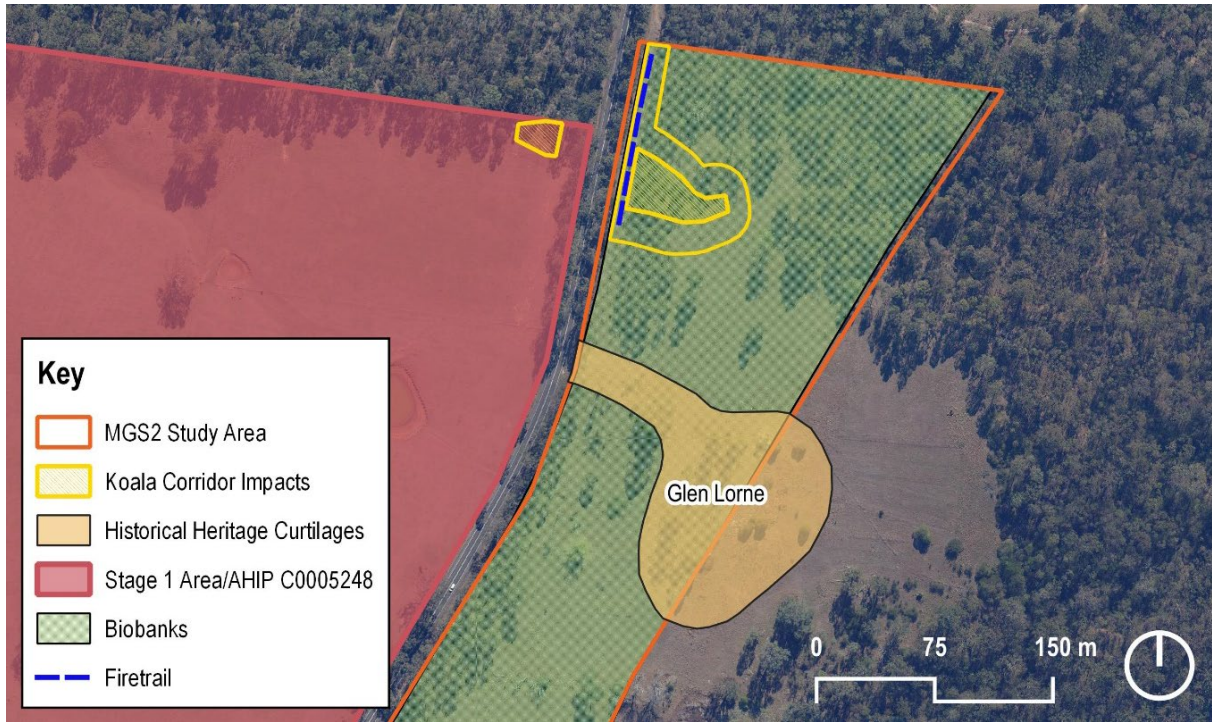 Glen Lorne
Key
MGS2 Study Area
Koala Corridor Impacts
Historical Heritage Curtilages
Stage 1 Area/AHIP C0005248
Biobanks
Firetrail
0 75 150 m